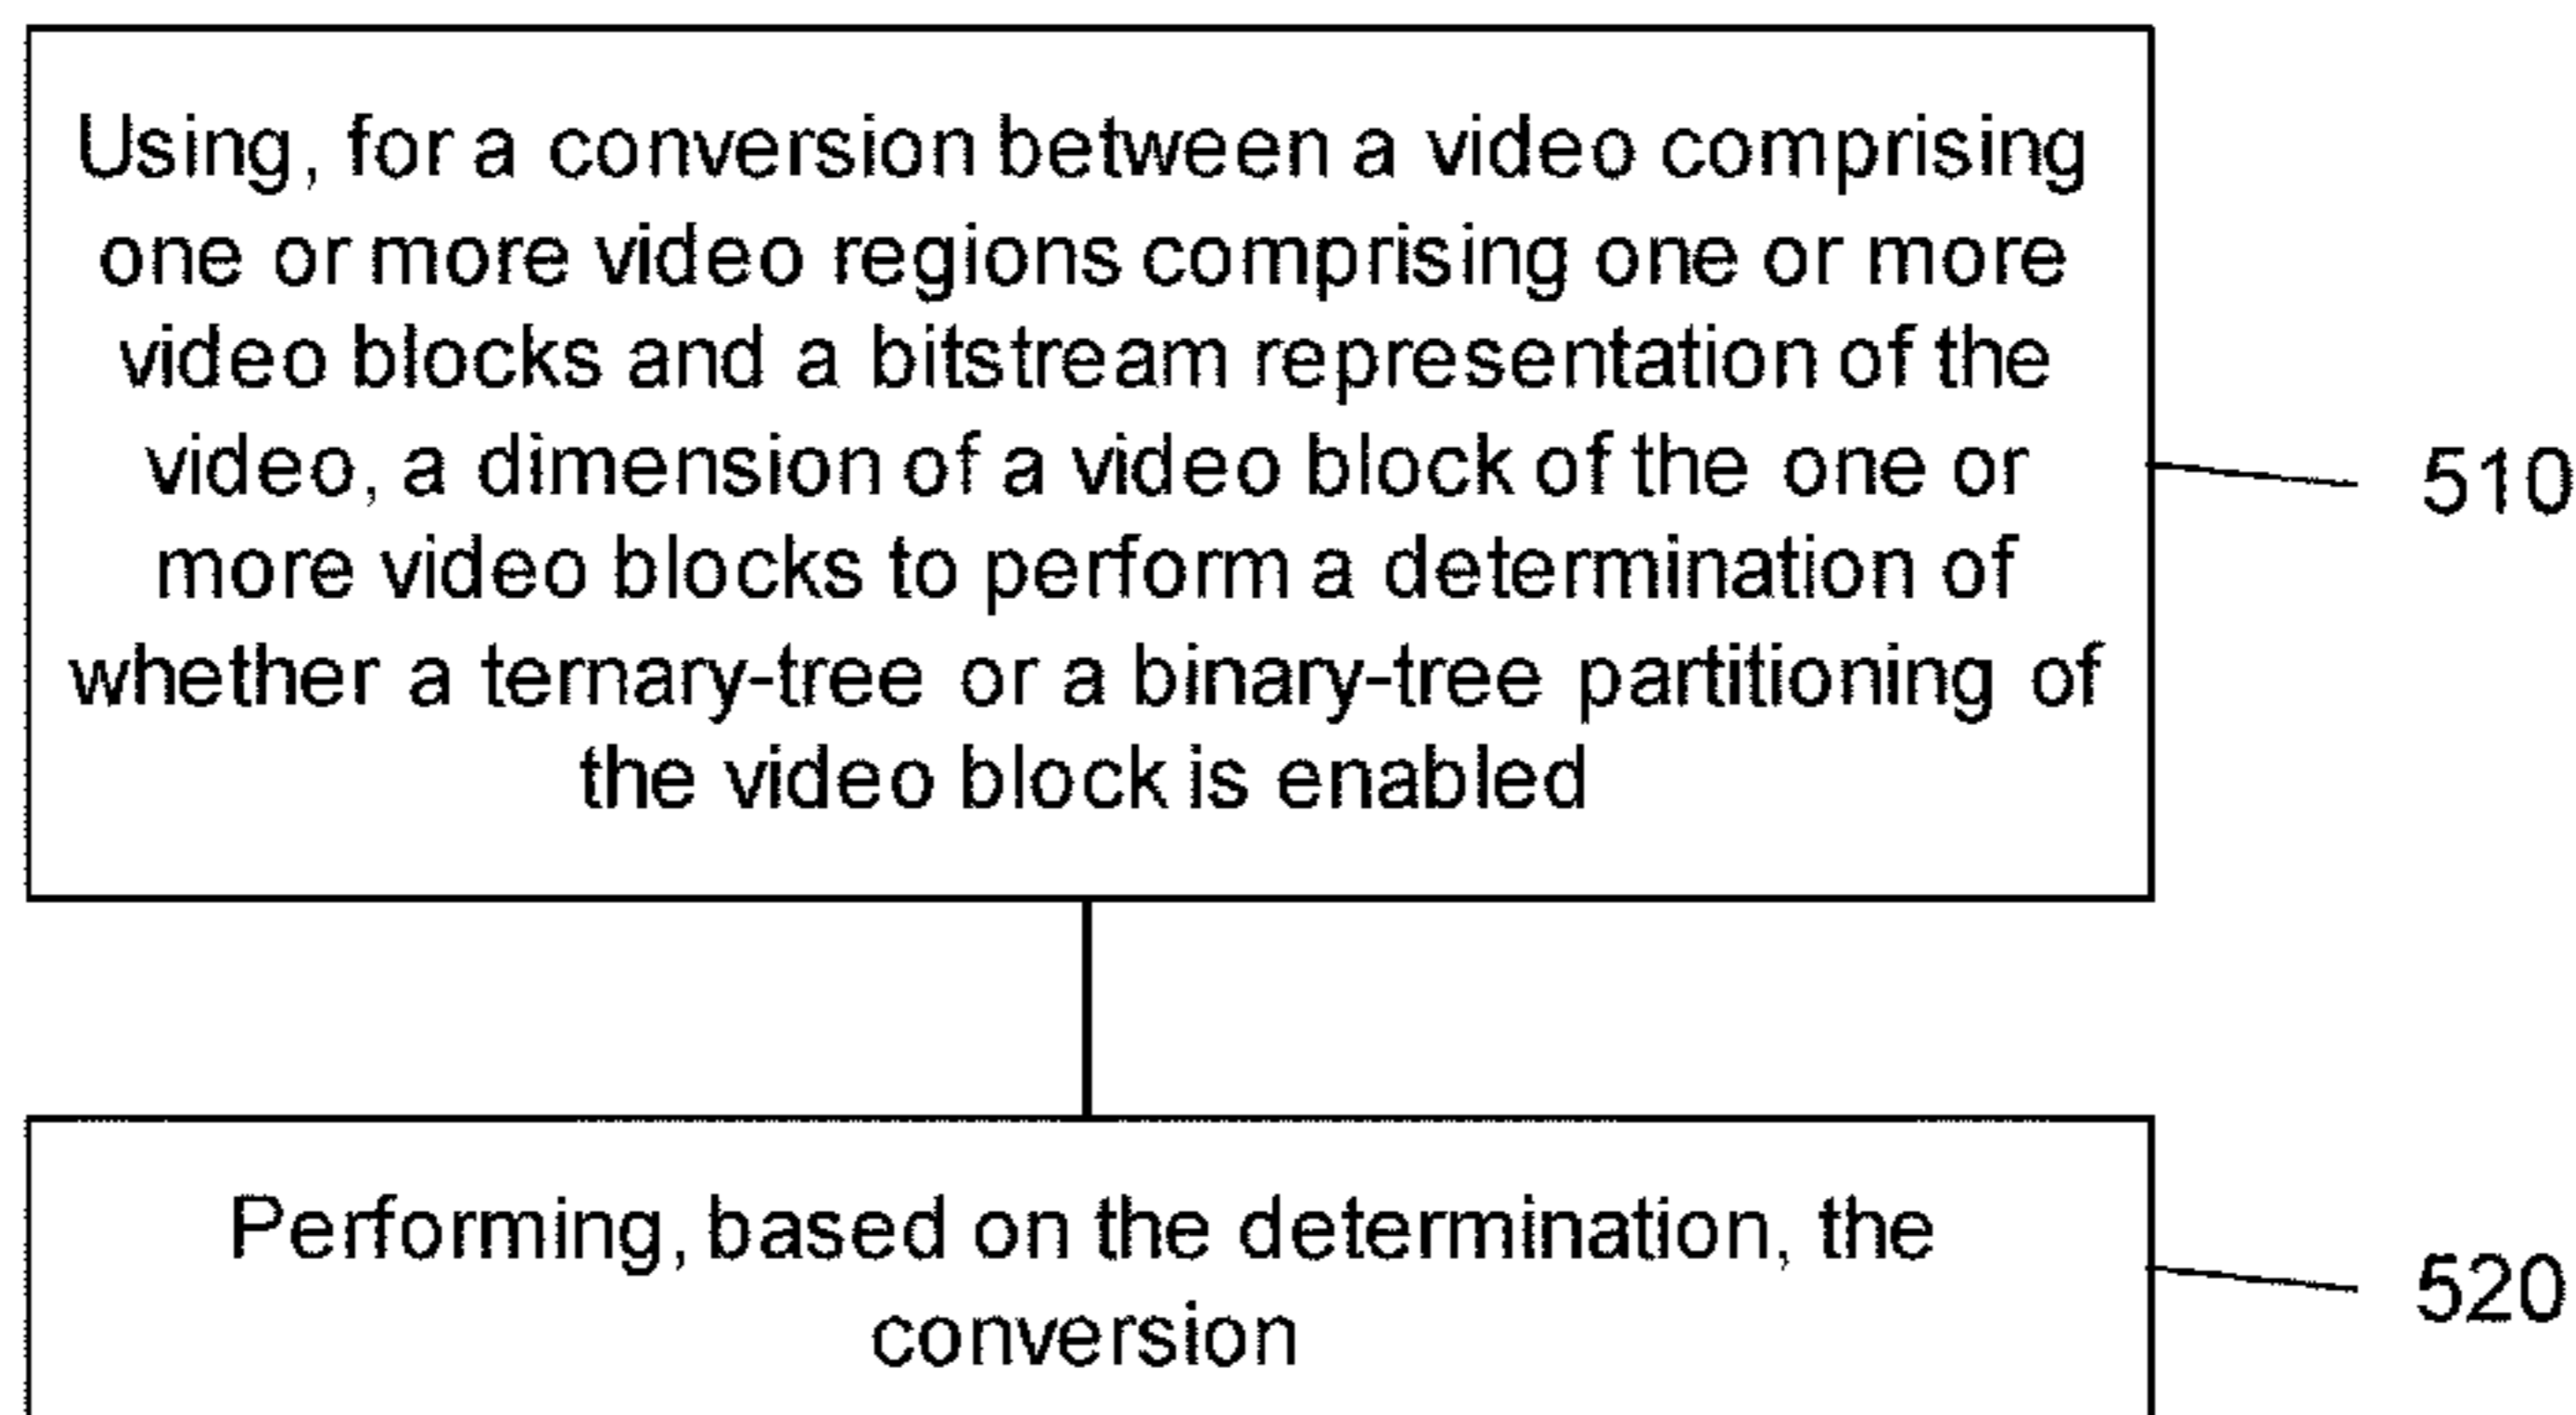 Using, for a conversion between a video comprising
one or more video regions comprising one or more
video blocks and a bitstream representation of the
video, a dimension of a video block of the one or
more video blocks to perform a determination of
whether a ternary-tree or a binary-tree partitioning of
the video block is enabled
510
Performing, based on the determination, the
conversion
520